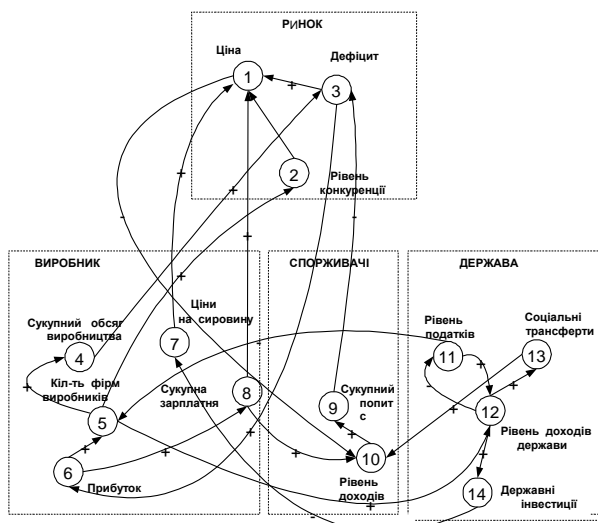 РИНОК
Ціна
Дефіцит
1
3
+
2
Рівень
конкуренції
+
+
-
-
+
+
ВИРОБНИК
СПОРЖИВАЧІ
ДЕРЖАВА
Сукупний обсяг
виробництва
Ціни
на сировину
Рівень
податків
Соціальні
трансферти
4
7
-
11
+
13
Кіл-ть фірм
виробників
Сукупна
зарплатня
8
Сукупний
попит
с
+
5
9
-
+
12
+
+
+
6
+
+
+
10
Рівень доходів
держави
+
Прибуток
Рівень
доходів
+
14
Державні
інвестиції
-